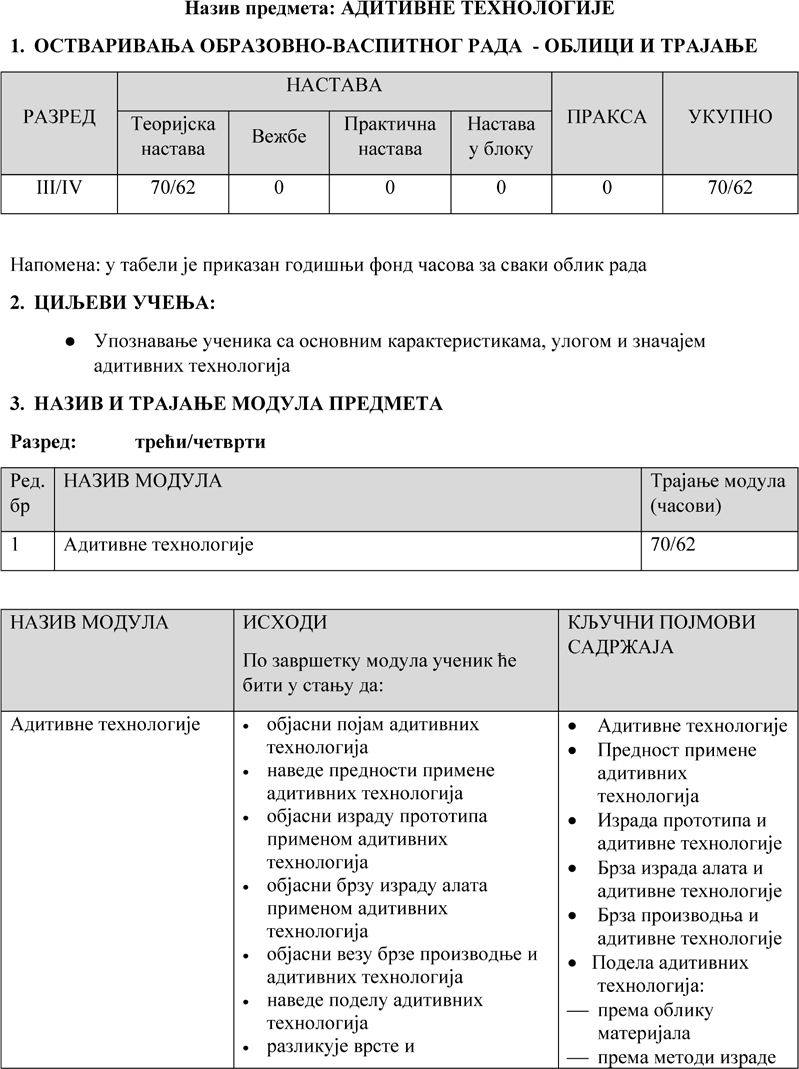 Назив предмета: АДИТИВНЕ ТЕХНОЛОГИЈЕ
1. ОСТВАРИВАЊА ОБРАЗОВНО-ВАСПИТНОГ РАДА - ОБЛИЦИ И ТРАЈАЊЕ
РАЗРЕД
НАСТАВА
ПРАКСА
УКУПНО
Теоријска
настава
Вежбе
Практична
настава
Настава
у блоку
III/IV
70/62
0
0
0
0
70/62
Напомена: у табели је приказан годишњи фонд часова за сваки облик рада
2. ЦИЉЕВИ УЧЕЊА:
● Упознавање ученика са основним карактеристикама, улогом и значајем
адитивних технологија
3. НАЗИВ И ТРАЈАЊЕ МОДУЛА ПРЕДМЕТА
Разред: трећи/четврти
Ред.
бр
НАЗИВ МОДУЛА
Трајање модула
(часови)
1
Адитивне технологије
70/62
НАЗИВ МОДУЛА
ИСХОДИ
По завршетку модула ученик ће
бити у стању да:
КЉУЧНИ ПОЈМОВИ
САДРЖАЈА
Адитивне технологије
• објасни појам адитивних
технологија
• наведе предности примене
адитивних технологија
• објасни израду прототипа
применом адитивних
технологија
• објасни брзу израду алата
применом адитивних
технологија
• објасни везу брзе производње и
адитивних технологија
• наведе поделу адитивних
технологија
• разликује врсте и
• Адитивне технологије
• Предност примене
адитивних
технологија
• Израда прототипа и
адитивне технологије
• Брза израда алата и
адитивне технологије
• Брза производња и
адитивне технологије
• Подела адитивних
технологија:
— према облику
материјала
— према методи израде